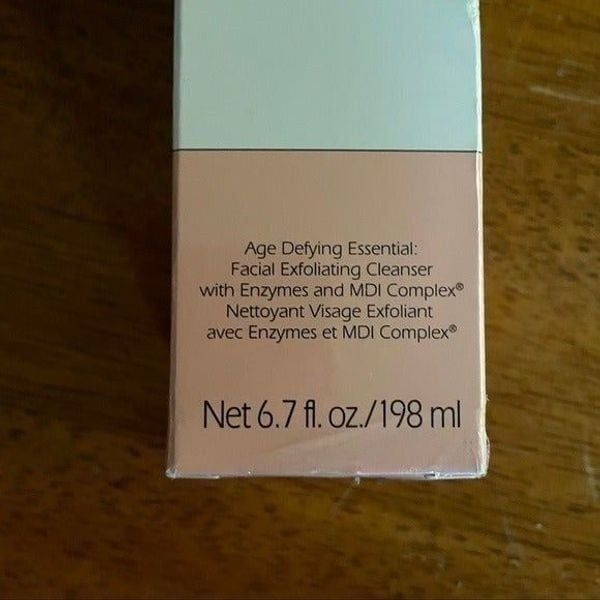 Age Defying Essential:
Facial Exfoliating Cleanser
with Enzymes and MDI Complex®
Nettoyant Visage Exfoliant
avec Enzymes et MDI Complex®
Net 6.7 fl. oz./198 ml